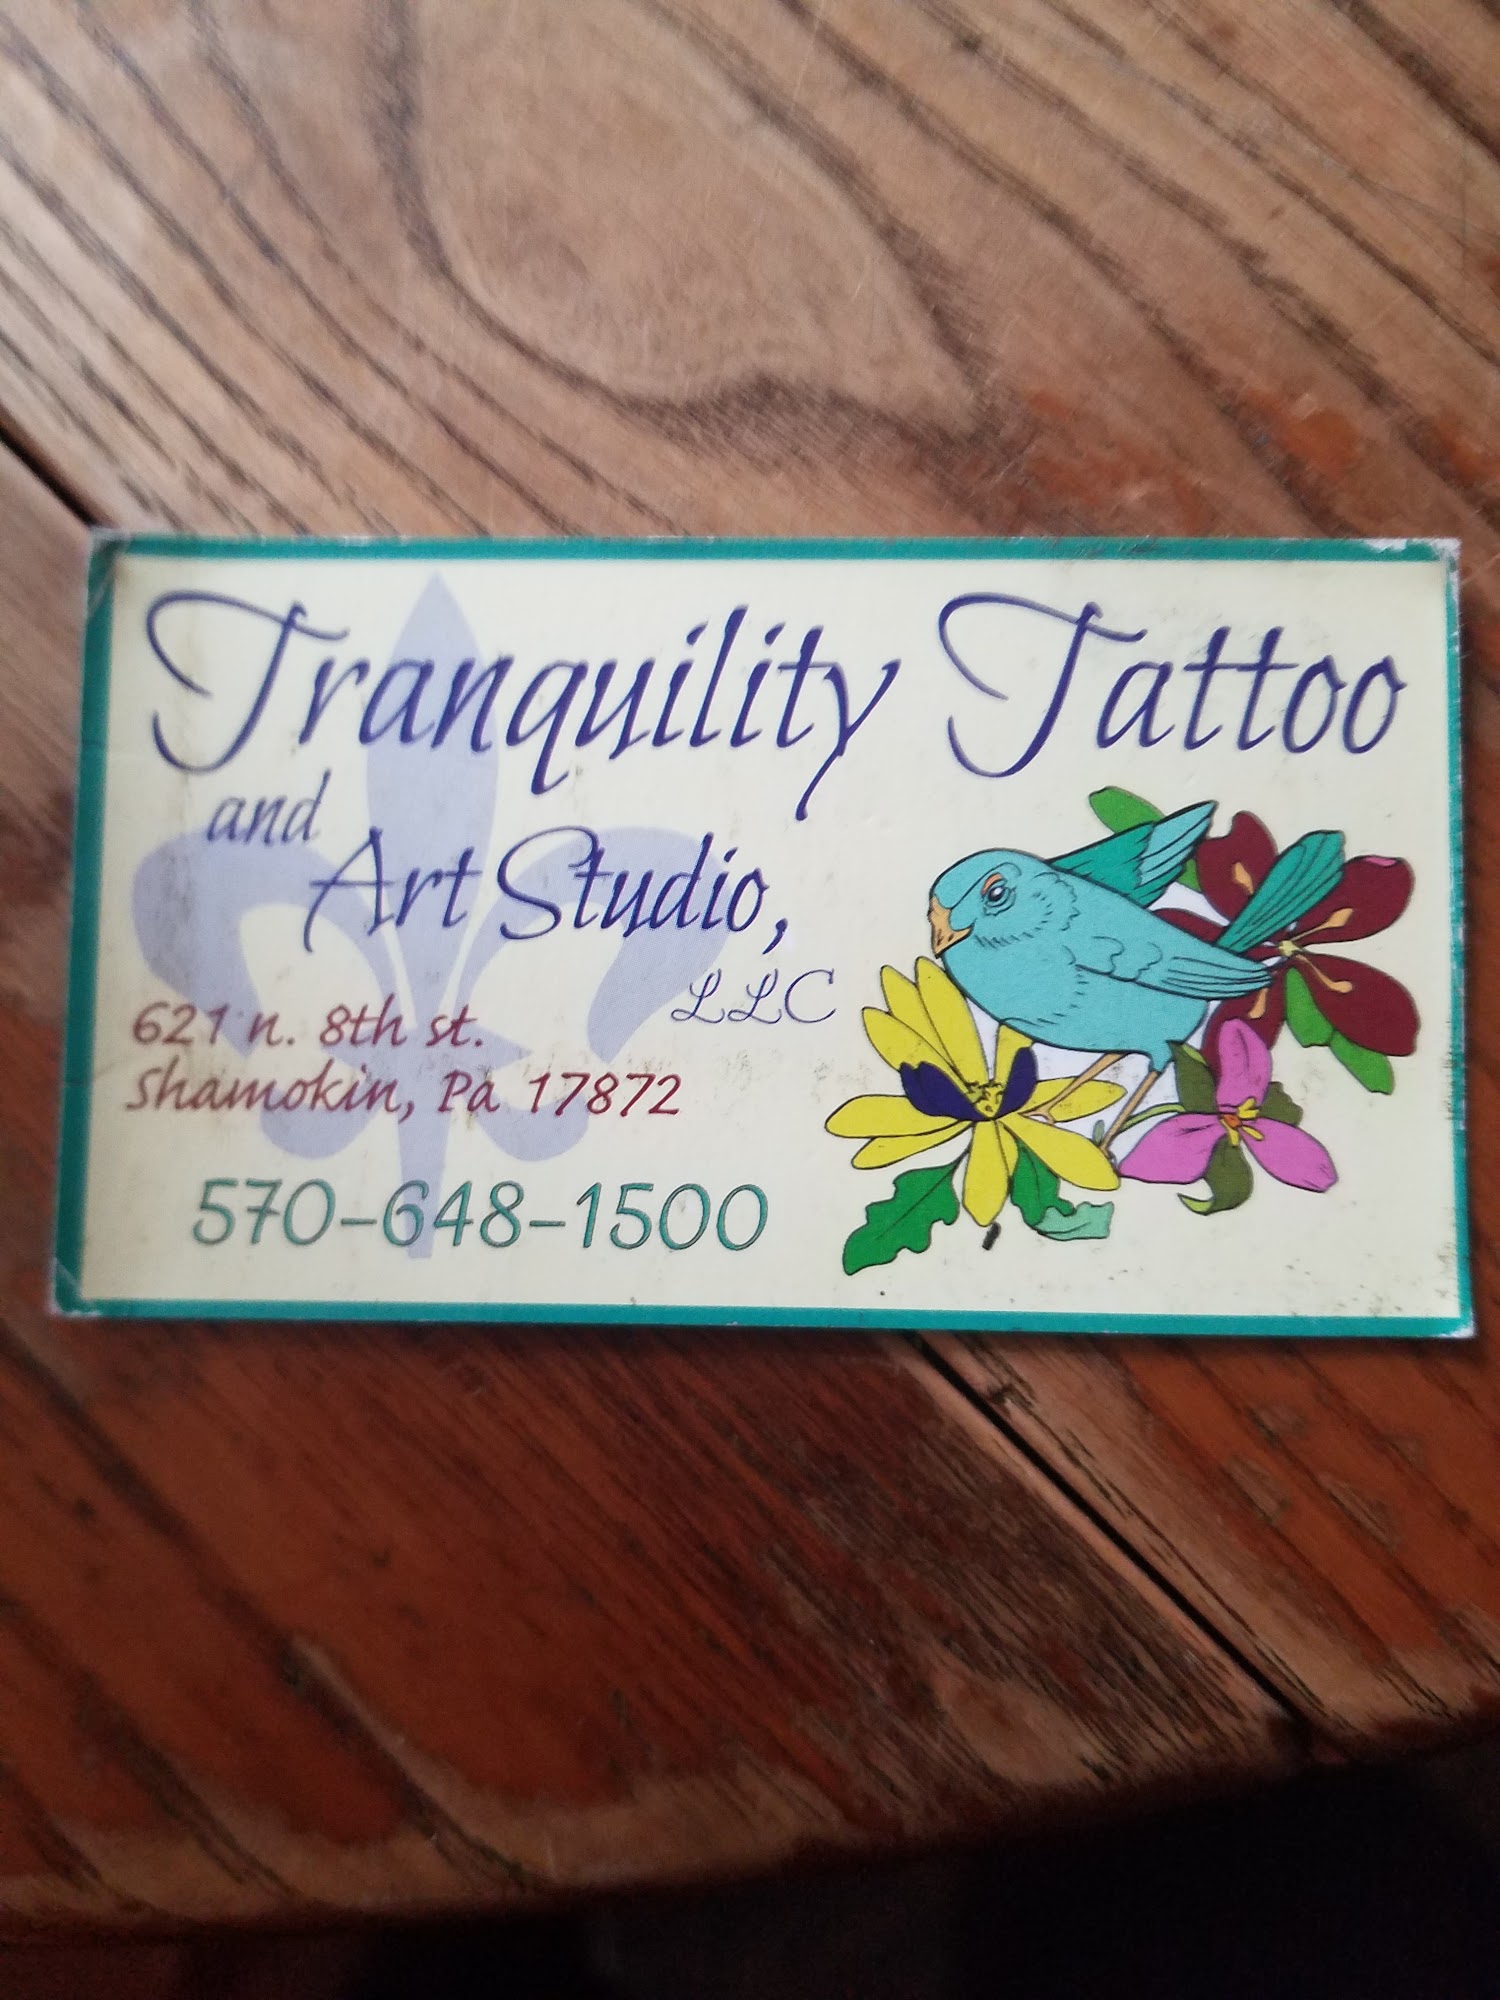 Tranquility Tattoo
and
Art Studio,
LLC
621 n. 8th st.
Shamokin, Pa 17872
570-648-1500